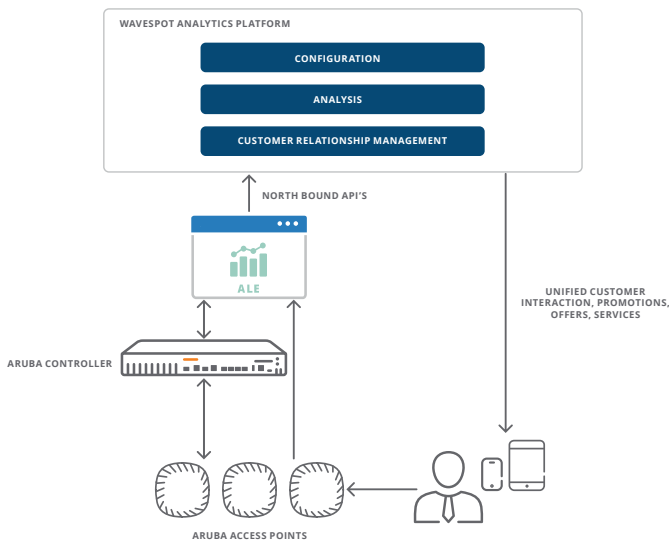 WAVESPOT ANALYTICS PLATFORM
CONFIGURATION
ANALYSIS
CUSTOMER RELATIONSHIP MANAGEMENT
NORTH BOUND API'S
ALE
UNIFIED CUSTOMER
INTERACTION, PROMOTIONS,
OFFERS, SERVICES
ARUBA CONTROLLER
ARUBA ACCESS POINTS